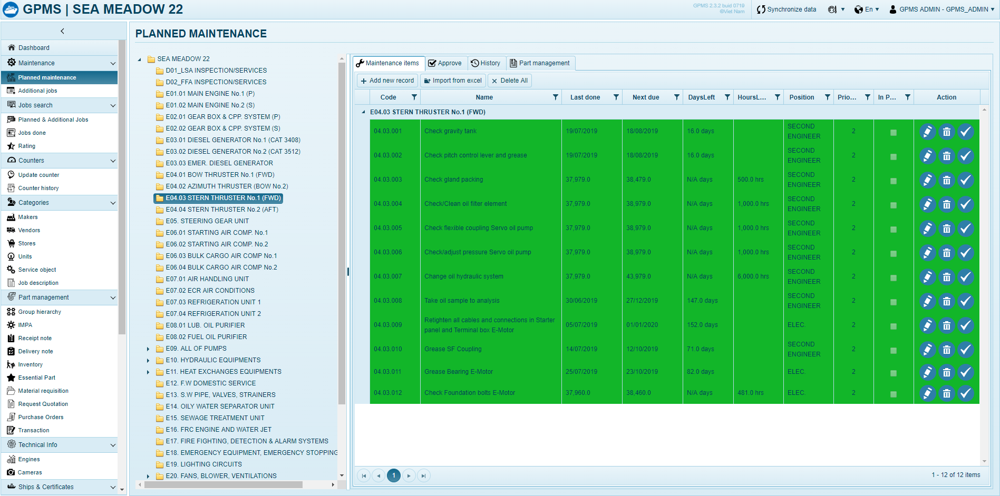 GPMS | SEA MEADOW 22
GPMS 2.3.2 buid 0719
©Viet Nam
Synchronize data
En
GPMS ADMIN - GPMS_ADMIN
Dashboard
Maintenance
Planned maintenance
Additional jobs
Jobs search
Planned & Additional Jobs
Jobs done
Rating
Counters
Update counter
Counter history
Categories
Makers
Vendors
Stores
Units
Service object
Job description
Part management
Group hierarchy
IMPA
Receipt note
Delivery note
Inventory
Essential Part
Material requisition
Request Quotation
Purchase Orders
Transaction
Technical Info
Engines
Cameras
Ships & Certificates
PLANNED MAINTENANCE
SEA MEADOW 22
D01_LSA INSPECTION/SERVICES
D02_FFA INSPECTION/SERVICES
E01.01 MAIN ENGINE No.1 (P)
E01.02 MAIN ENGINE No.2 (S)
E02.01 GEAR BOX & CPP. SYSTEM (P)
E02.02 GEAR BOX & CPP. SYSTEM (S)
E03.01 DIESEL GENERATOR No.1 (CAT 3408)
E03.02 DIESEL GENERATOR No.2 (CAT 3512)
E03.03 EMER. DIESEL GENERATOR
E04.01 BOW THRUSTER No.1 (FWD)
E04.02 AZIMUTH THRUSTER (BOW No.2)
E04.03 STERN THRUSTER No.1 (FWD)
E04.04 STERN THRUSTER No.2 (AFT)
E05. STEERING GEAR UNIT
E06.01 STARTING AIR COMP. No.1
E06.02 STARTING AIR COMP. No.2
E06.03 BULK CARGO AIR COMP No.1
E06.04 BULK CARGO AIR COMP No.2
E07.01 AIR HANDLING UNIT
E07.02 ECR AIR CONDITIONS
E07.03 REFRIGERATION UNIT 1
E07.04 REFRIGERATION UNIT 2
E08.01 LUB. OIL PURIFIER
E08.02 FUEL OIL PURIFIER
E09. ALL OF PUMPS
E10. HYDRAULIC EQUIPMENTS
E11. HEAT EXCHANGES EQUIPMENTS
E12. F.W DOMESTIC SERVICE
E13. S.W PIPE, VALVES, STRAINERS
E14. OILY WATER SEPARATOR UNIT
E15. SEWAGE TREATMENT UNIT
E16. FRC ENGINE AND WATER JET
E17. FIRE FIGHTING, DETECTION & ALARM SYSTEMS
E18. EMERGENCY EQUIPMENT, EMERGENCY STOPPING
E19. LIGHTING CIRCUITS
E20. FANS, BLOWER, VENTILATIONS
Maintenance items Approve History Part management
Add new record Import from excel Delete All
Code Name Last done Next due DaysLeft HoursL... Position Prio... In P... Action
E04.03 STERN THRUSTER No.1 (FWD)
04.03.001 Check gravity tank 19/07/2019 18/08/2019 16.0 days SECOND ENGINEER 2
04.03.002 Check pitch control lever and grease 19/07/2019 18/08/2019 16.0 days SECOND ENGINEER 2
04.03.003 Check gland packing 37,979.0 38,479.0 N/A days 500.0 hrs SECOND ENGINEER 2
04.03.004 Check/Clean oil filter element 37,979.0 38,979.0 N/A days 1,000.0 hrs SECOND ENGINEER 2
04.03.005 Check flexible coupling Servo oil pump 37,979.0 38,979.0 N/A days 1,000.0 hrs SECOND ENGINEER 2
04.03.006 Check/adjust pressure Servo oil pump 37,979.0 38,979.0 N/A days 1,000.0 hrs SECOND ENGINEER 2
04.03.007 Change oil hydraulic system 37,979.0 43,979.0 N/A days 6,000.0 hrs SECOND ENGINEER 2
04.03.008 Take oil sample to analysis 30/06/2019 27/12/2019 147.0 days SECOND ENGINEER 2
04.03.009 Retighten all cables and connections in Starter panel and Terminal box E-Motor 05/07/2019 01/01/2020 152.0 days ELEC. 2
04.03.010 Grease SF Coupling 14/07/2019 12/10/2019 71.0 days SECOND ENGINEER 2
04.03.011 Grease Bearing E-Motor 25/07/2019 23/10/2019 82.0 days ELEC. 2
04.03.012 Check Foundation bolts E-Motor 37,960.0 38,460.0 N/A days 481.0 hrs ELEC. 2
1
1 - 12 of 12 items